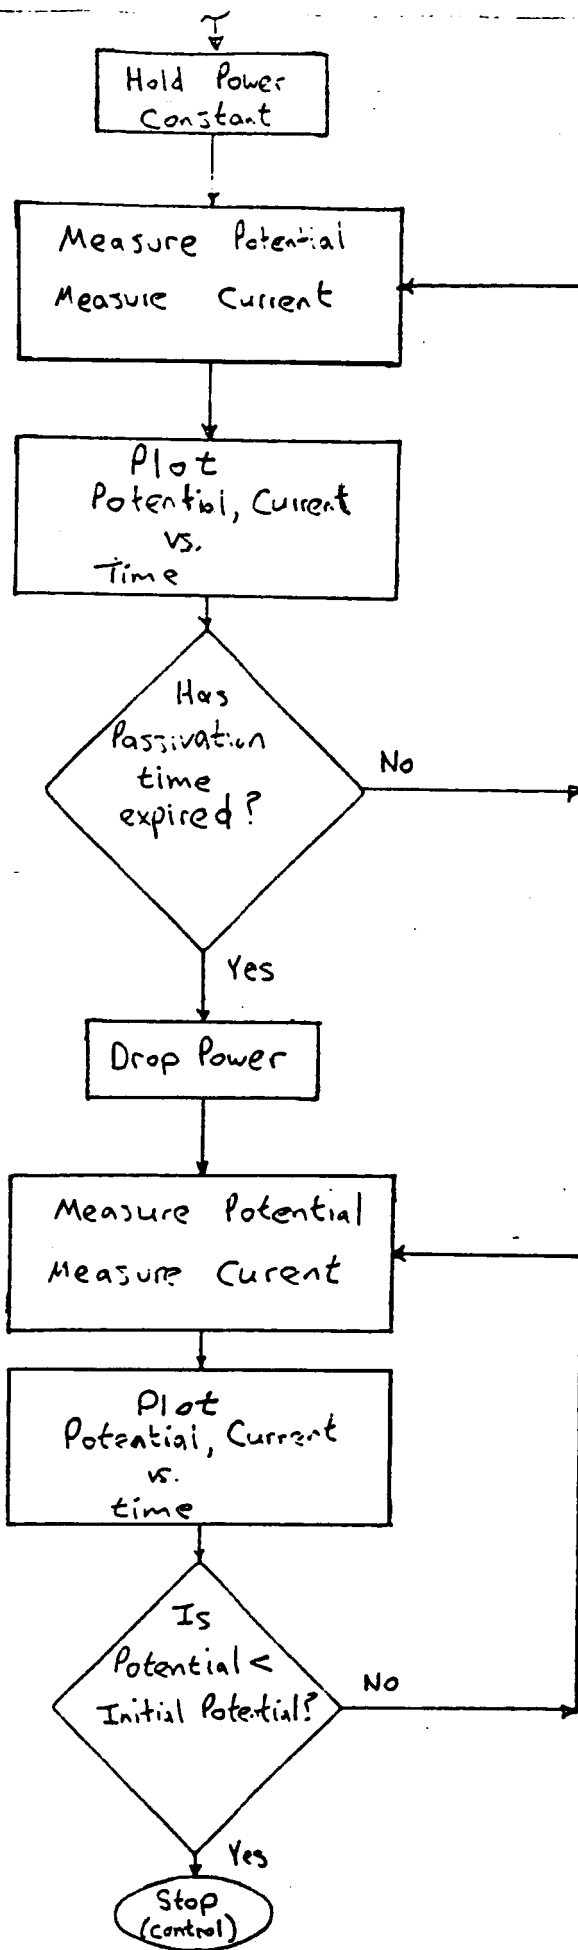 Hold Power
Constant
Measure Potential
Measure Current
Plot
Potential, Current
vs.
Time
Has
Passivation
time
expired?
No
Yes
Drop Power
Measure Potential
Measure Curent
Plot
Potential, Current
vs.
time
Is
Potential <
Initial Potential?
No
Yes
Stop
(control)